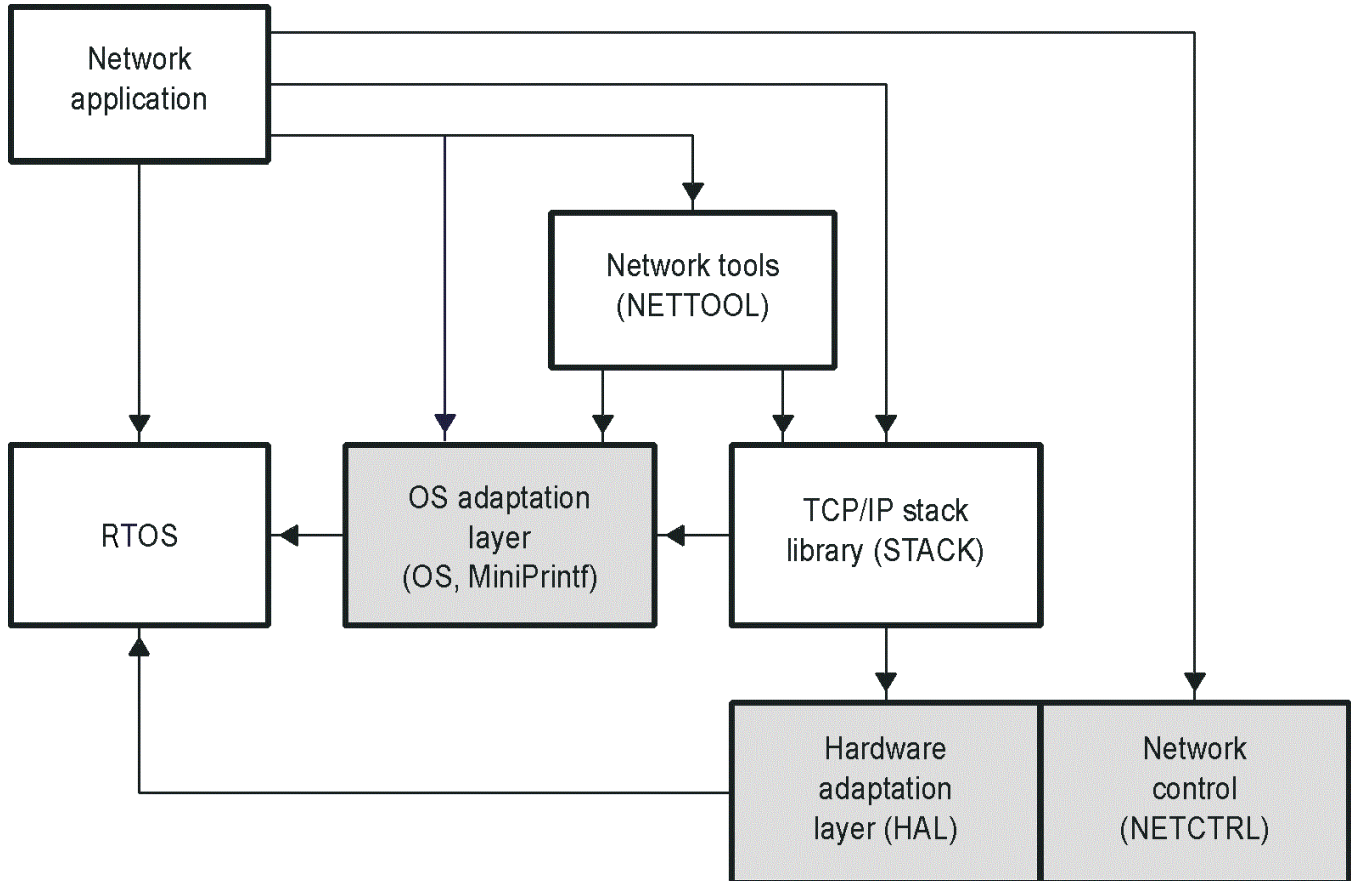 Network
application
Network tools
(NETTOOL)
RTOS
OS adaptation
layer
(OS, MiniPrintf)
TCP/IP stack
library (STACK)
Hardware
adaptation
layer (HAL)
Network
control
(NETCTRL)